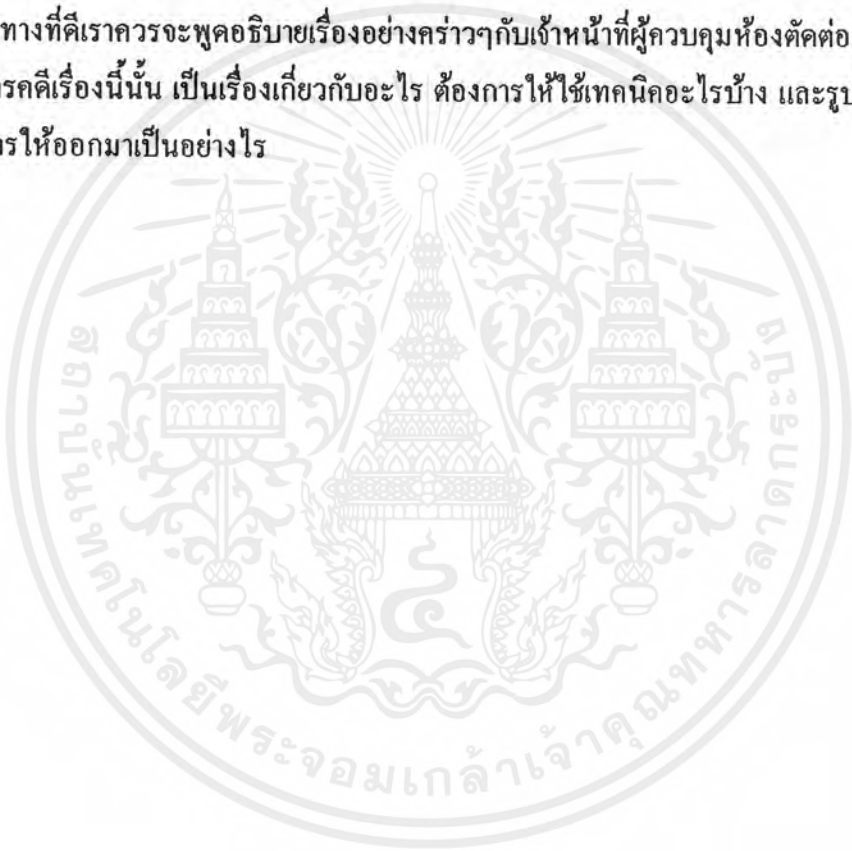 ทางที่ดีเราควรจะพูดอธิบายเรื่องอย่างคร่าวๆกับเจ้าหน้าที่ผู้ควบคุมห้องตัดต่อ
รคดีเรื่องนี้นั้น เป็นเรื่องเกี่ยวกับอะไร ต้องการให้ใช้เทคนิคอะไรบ้าง และรูป
ารให้ออกมาเป็นอย่างไร
สถาบันเทคโนโลยีพระจอมเกล้าเจ้าคุณทหารลาดกระบัง